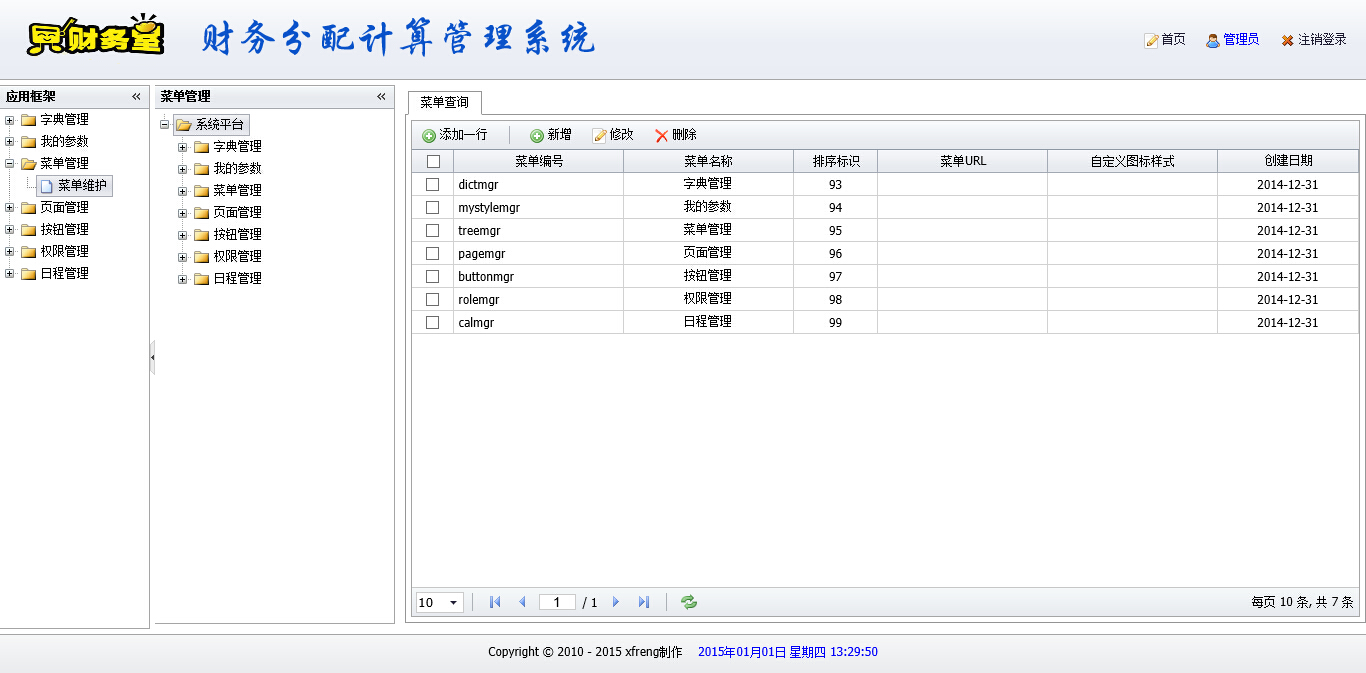 贝财务堂 财务分配计算管理系统
首页 管理员 注销登录
应用框架
字典管理
我的参数
菜单管理
菜单维护
页面管理
按钮管理
权限管理
日程管理
菜单管理
系统平台
字典管理
我的参数
菜单管理
页面管理
按钮管理
权限管理
日程管理
菜单查询
添加一行 新增 修改 删除
菜单编号 菜单名称 排序标识 菜单URL 自定义图标样式 创建日期
dictmgr 字典管理 93 2014-12-31
mystylemgr 我的参数 94 2014-12-31
treemgr 菜单管理 95 2014-12-31
pagemgr 页面管理 96 2014-12-31
buttonmgr 按钮管理 97 2014-12-31
rolemgr 权限管理 98 2014-12-31
calmgr 日程管理 99 2014-12-31
10 1 / 1 每页 10 条, 共 7 条
Copyright © 2010 - 2015 xfreng制作 2015年01月01日 星期四 13:29:50